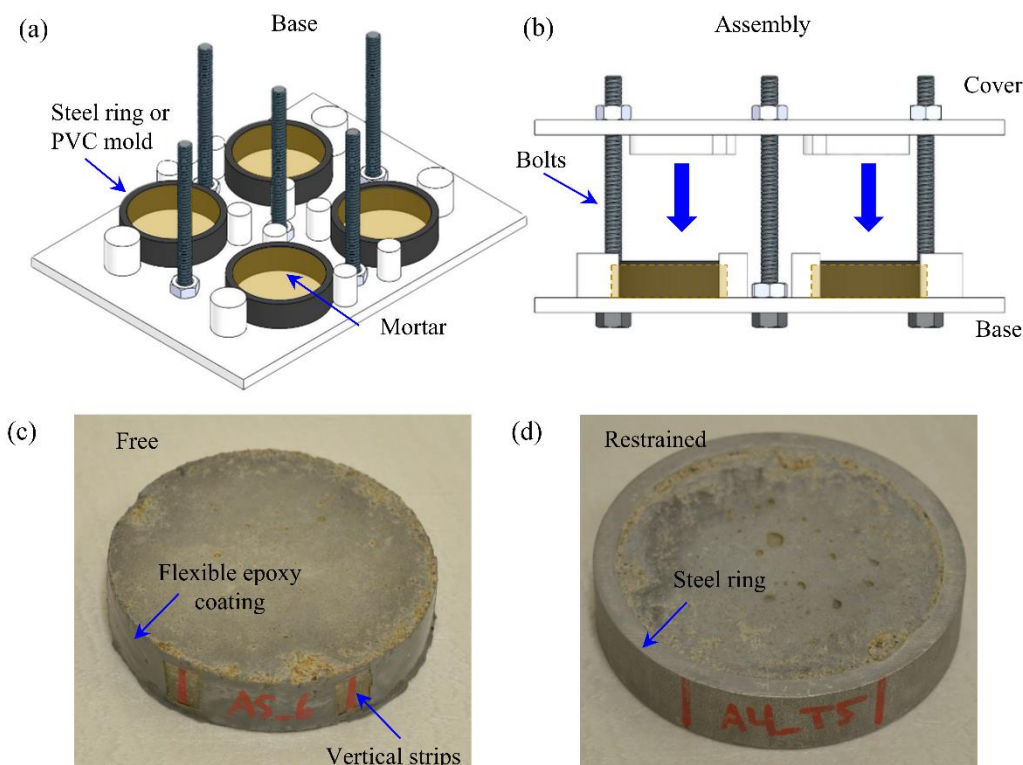 (a)
Base
Steel ring or
PVC mold
Mortar
(b)
Assembly
Cover
Bolts
Base
(c)
Free
Flexible epoxy
coating
AS_6
Vertical strips
(d)
Restrained
Steel ring
A4_T5